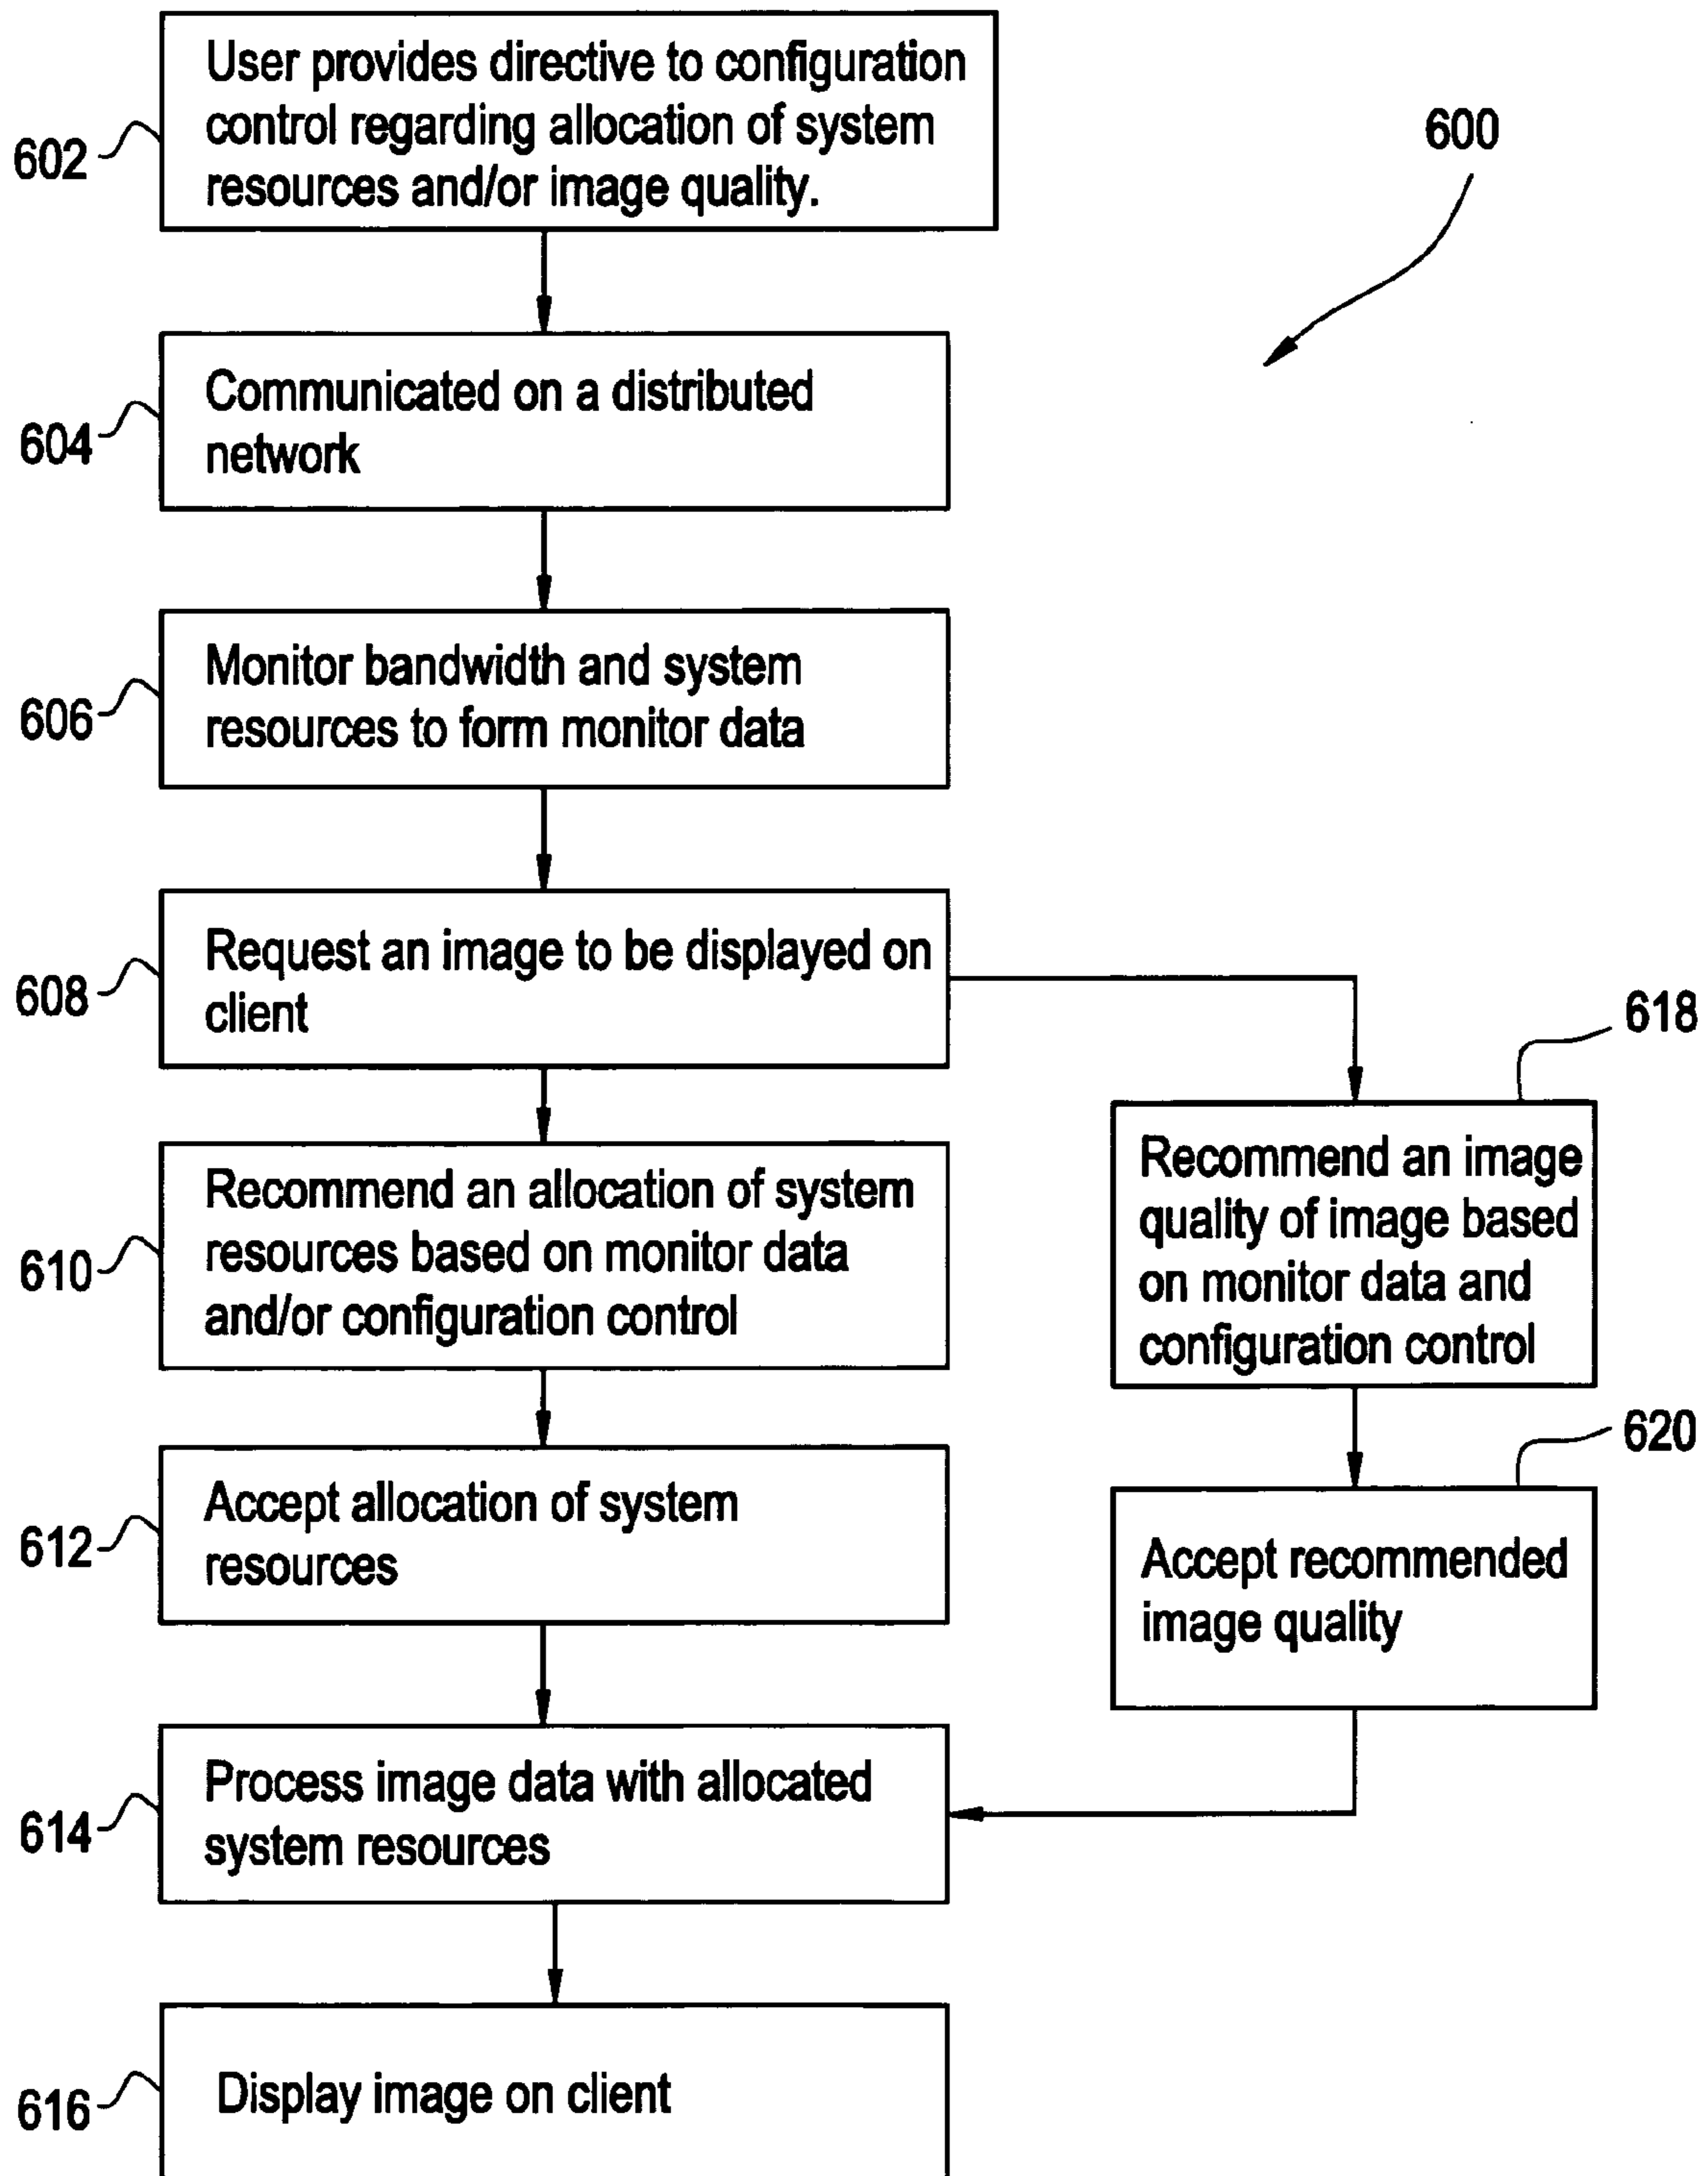 User provides directive to configuration
control regarding allocation of system
resources and/or image quality.
602
600
Communicated on a distributed
network
604
Monitor bandwidth and system
resources to form monitor data
606
Request an image to be displayed on
client
608
618
Recommend an allocation of system
resources based on monitor data
and/or configuration control
610
Recommend an image
quality of image based
on monitor data and
configuration control
620
Accept allocation of system
resources
612
Accept recommended
image quality
Process image data with allocated
system resources
614
Display image on client
616